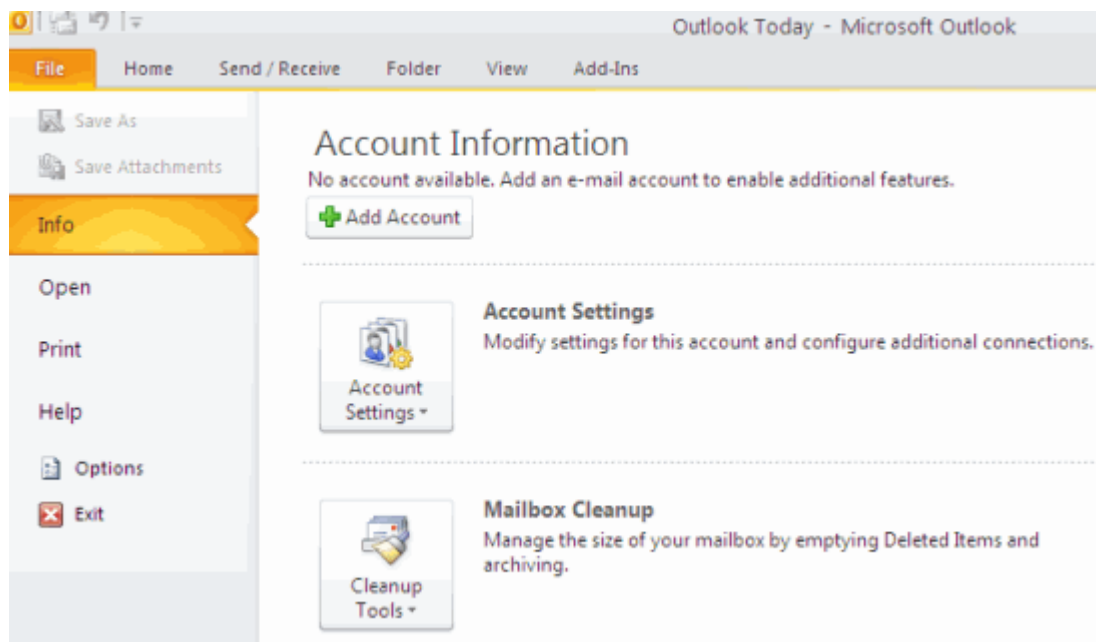 Outlook Today - Microsoft Outlook
File Home Send / Receive Folder View Add-Ins
Save As
Save Attachments
Info
Open
Print
Help
Options
Exit
Account Information
No account available. Add an e-mail account to enable additional features.
Add Account
Account Settings
Modify settings for this account and configure additional connections.
Account
Settings
Mailbox Cleanup
Manage the size of your mailbox by emptying Deleted Items and
archiving.
Cleanup
Tools